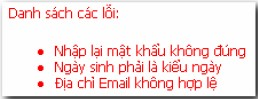 Danh sách các lỗi:
• Nhập lại mật khẩu không đúng
• Ngày sinh phải là kiểu ngày
• Địa chỉ Email không hợp lệ